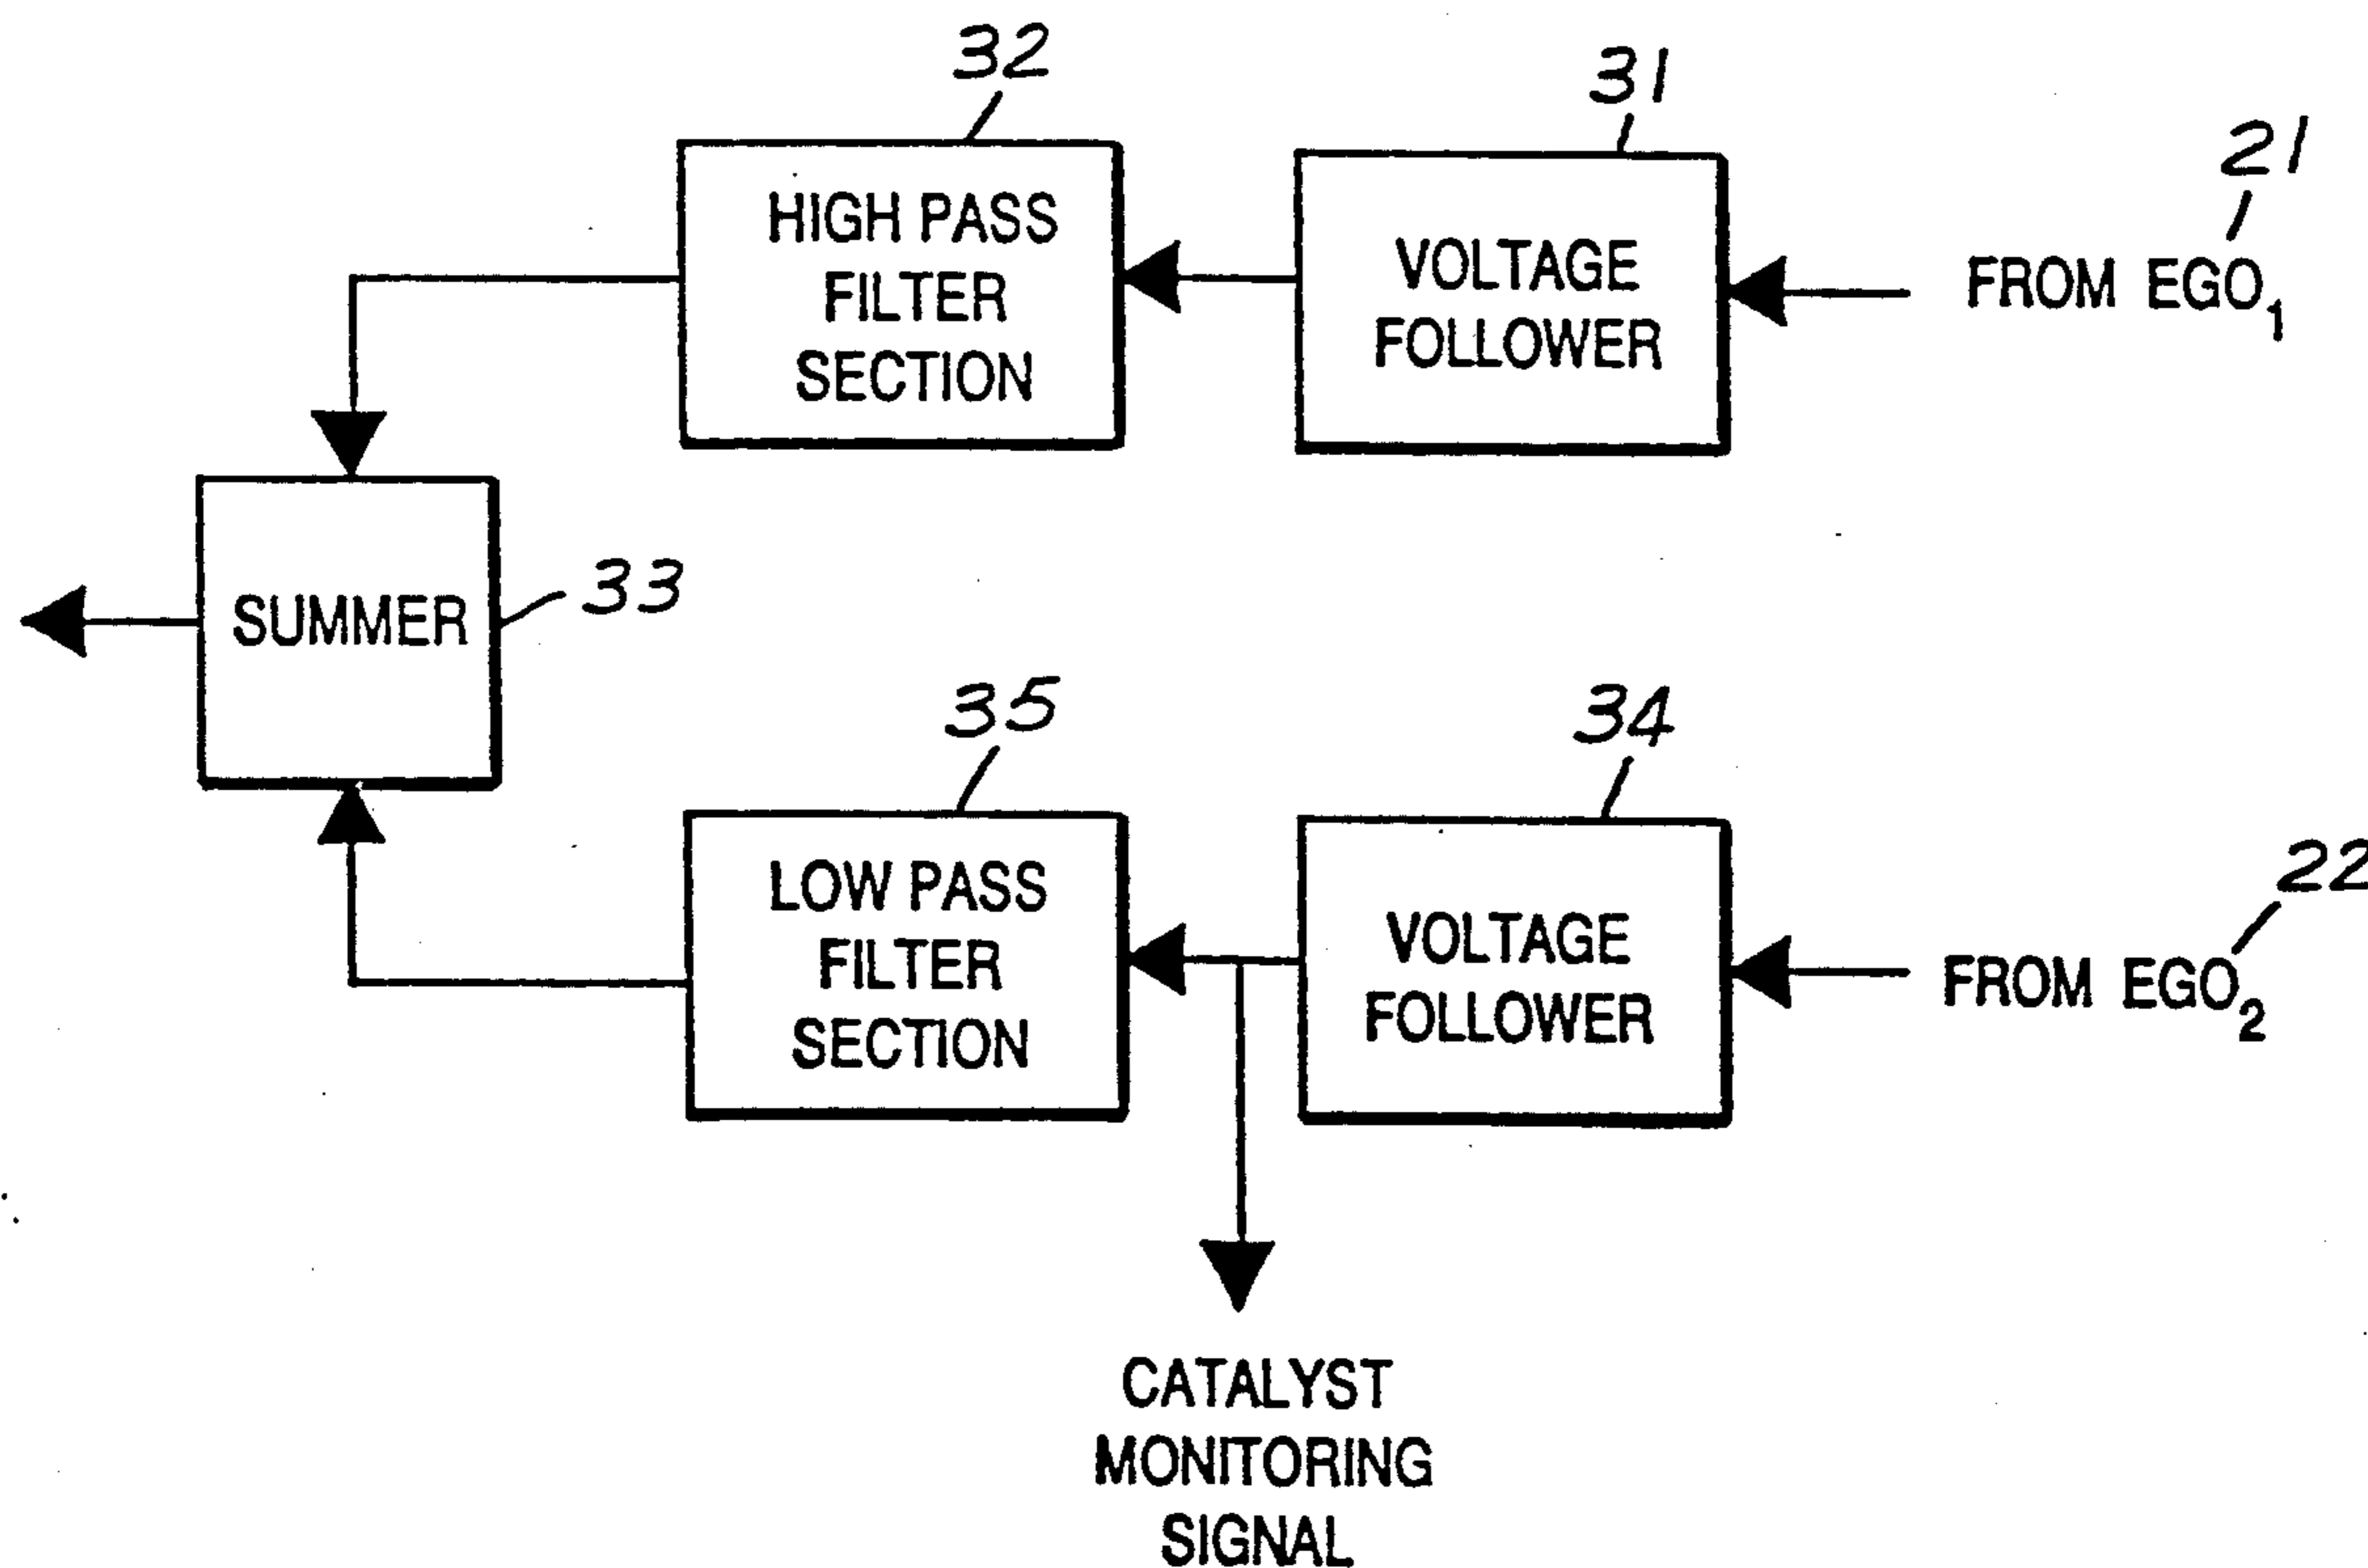 32
31
21
HIGH PASS
FILTER
SECTION
VOLTAGE
FOLLOWER
FROM EGO₁
SUMMER
33
35
34
22
LOW PASS
FILTER
SECTION
VOLTAGE
FOLLOWER
FROM EGO₂
CATALYST
MONITORING
SIGNAL